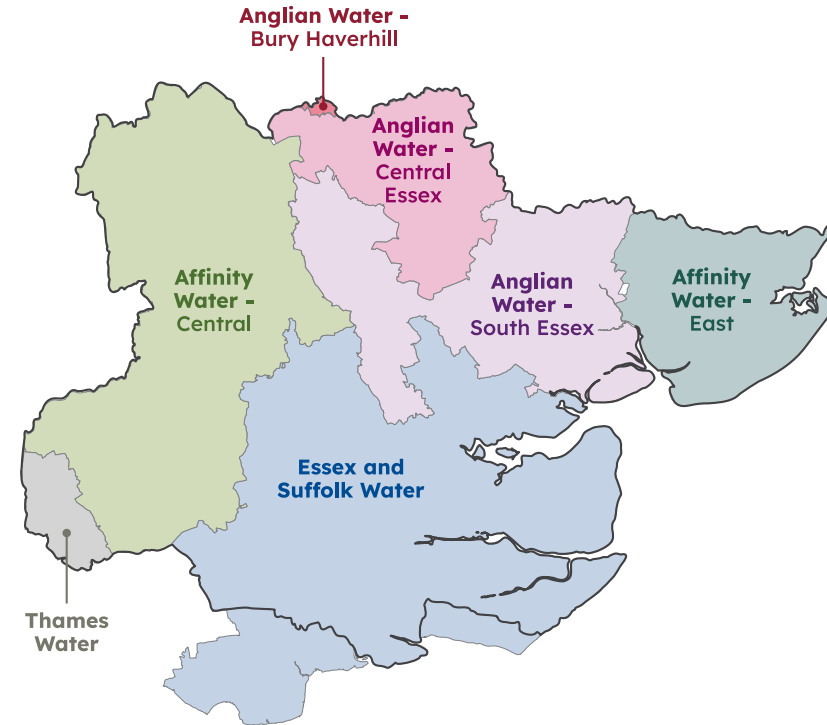 Anglian Water -
Bury Haverhill
Anglian
Water -
Central
Essex
Affinity
Water -
Central
Anglian
Water -
South Essex
Affinity
Water -
East
Essex and
Suffolk Water
Thames
Water